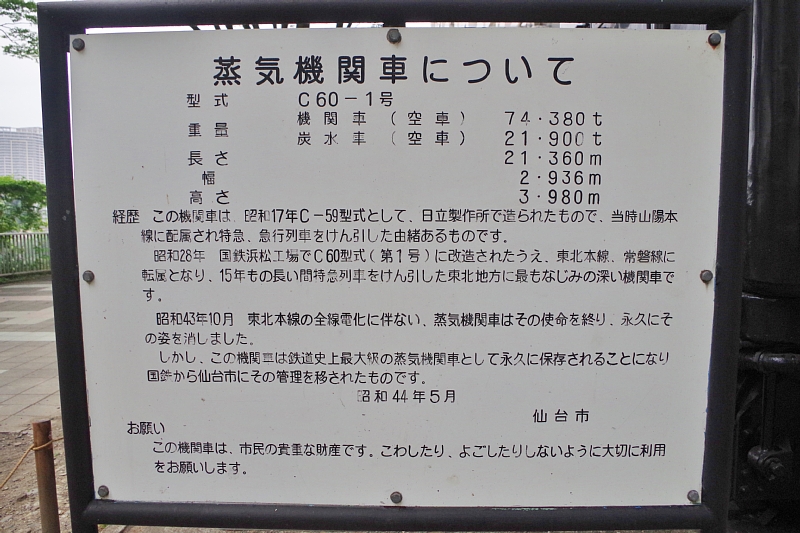 蒸気機関車について
型式 C60-1号
重量 機関車(空車) 74・380t
炭水車(空車) 21・900t
長さ 21・360m
幅 2・936m
高さ 3・980m
経歴 この機関車は、昭和17年C-59型式として、日立製作所で造られたもので、当時山陽本
線に配属され特急、急行列車をけん引した由緒あるものです。
昭和28年 国鉄浜松工場でC60型式(第1号)に改造されたうえ、東北本線、常磐線に
転属となり、15年もの長い間特急列車をけん引した東北地方に最もなじみの深い機関車で
す。
昭和43年10月 東北本線の全線電化に伴ない、蒸気機関車はその使命を終り、永久にそ
の姿を消しました。
しかし、この機関車は鉄道史上最大級の蒸気機関車として永久に保存されることになり
国鉄から仙台市にその管理を移されたものです。
昭和44年5月
仙台市
お願い
この機関車は、市民の貴重な財産です。こわしたり、よごしたりしないように大切に利用
をお願いします。